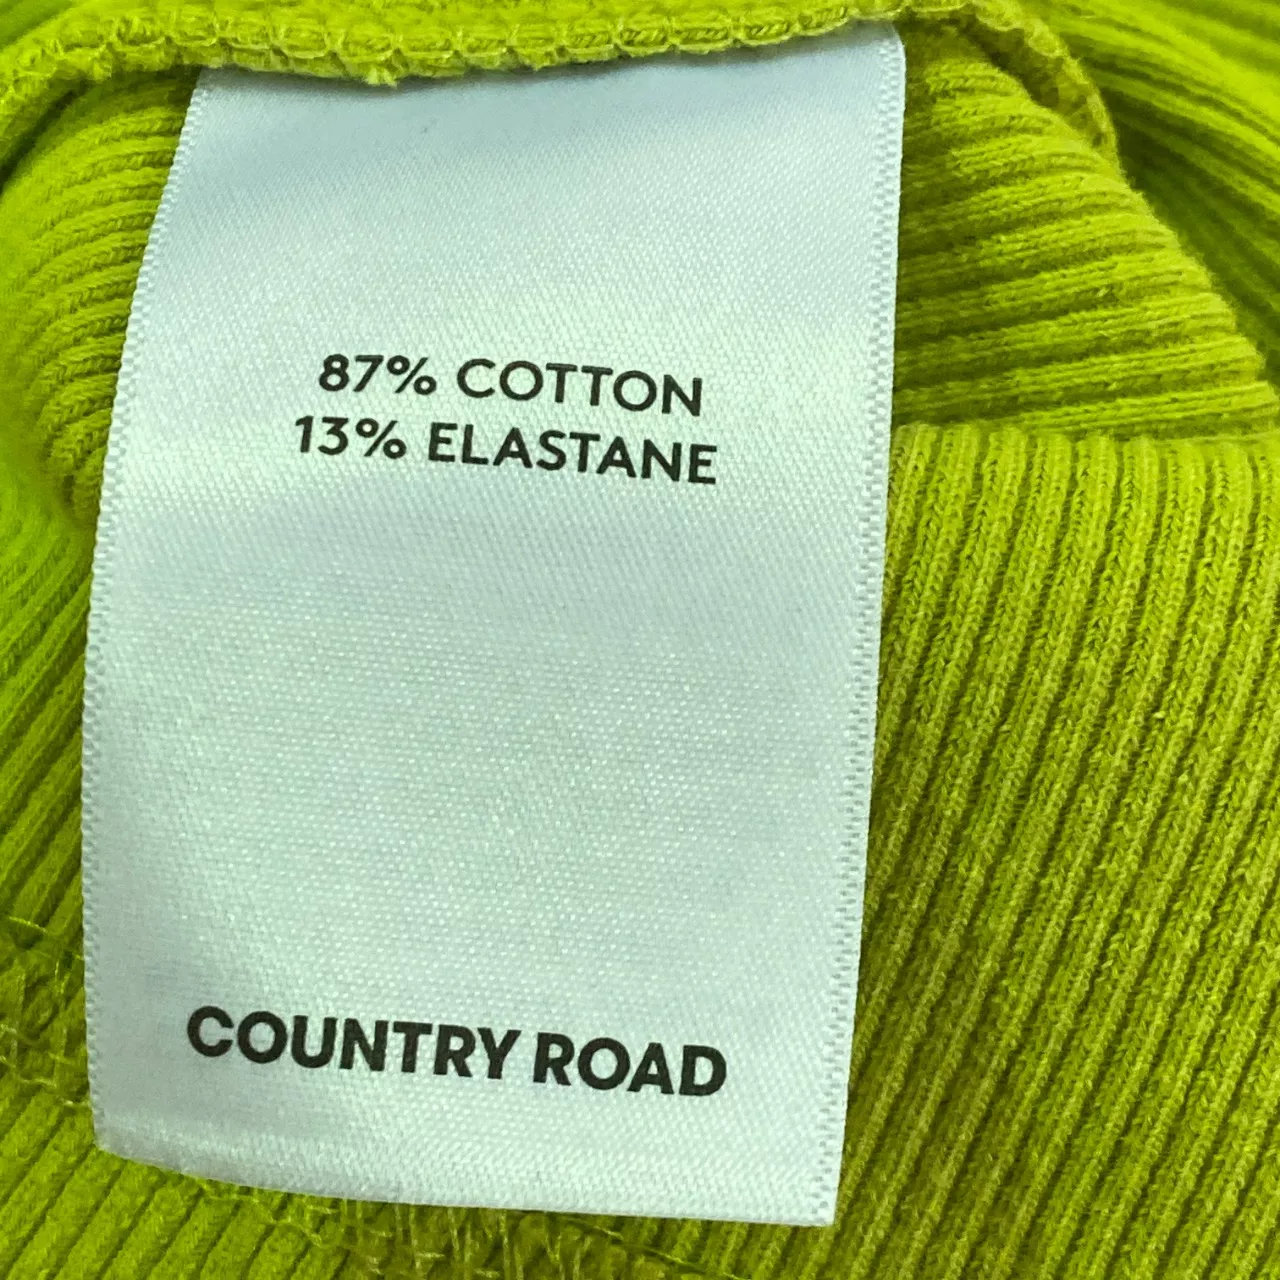 87% COTTON
13% ELASTANE
COUNTRY ROAD